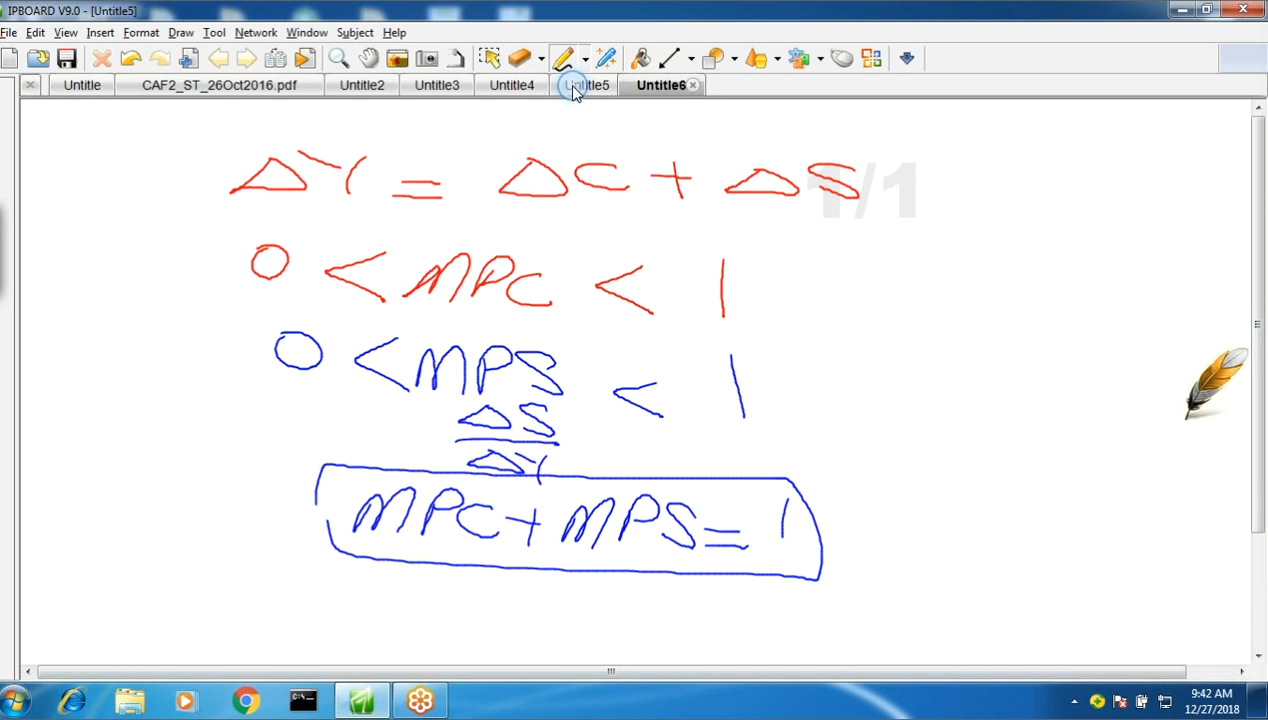 IPBOARD V9.0 - [Untitle5]
File Edit View Insert Format Draw Tool Network Window Subject Help
Untitle CAF2_ST_26Oct2016.pdf Untitle2 Untitle3 Untitle4 Untitle5 Untitle6
1/1
ΔY = ΔC + ΔS
0 < MPC < 1
0 < MPS < 1
ΔS
ΔY
MPC + MPS = 1
9:42 AM
12/27/2018